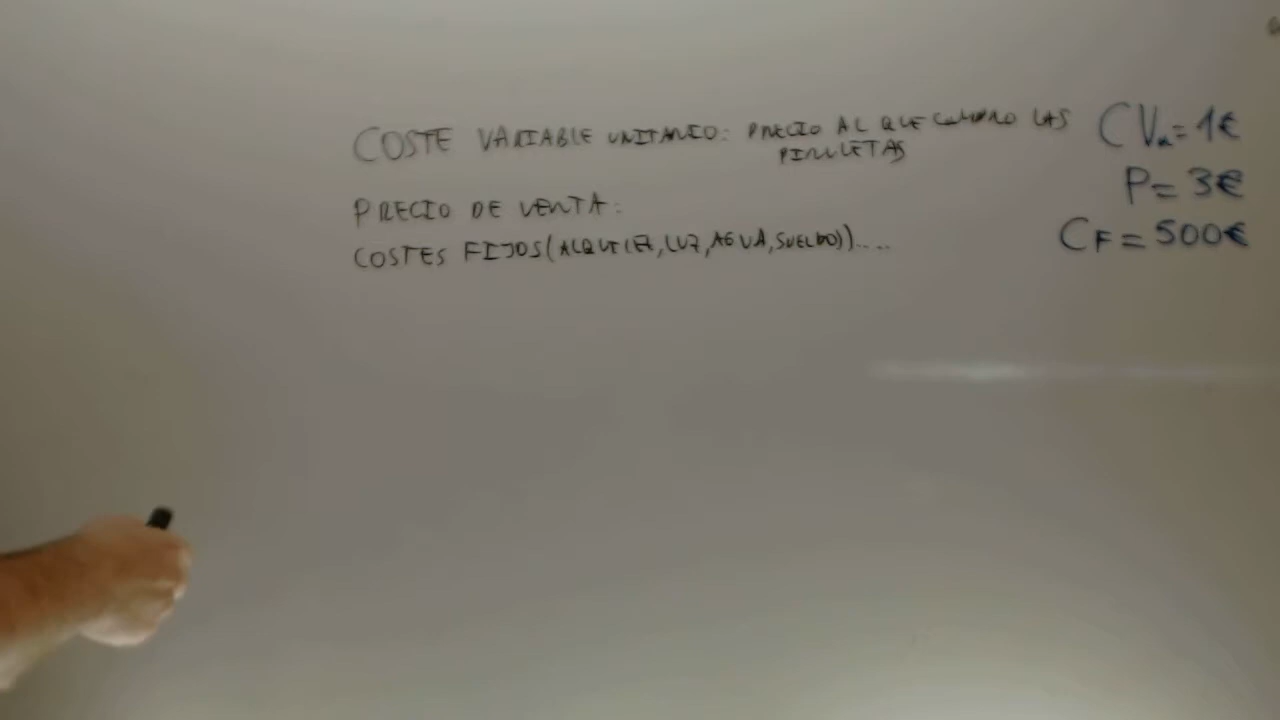 COSTE VARIABLE UNITARIO: PRECIO AL QUE COMPRO LAS
PIRULETAS
CVu=1€
PRECIO DE VENTA:
P=3€
COSTES FIJOS(ALQUILER,LUZ,AGUA,SUELDO))....
CF=500€